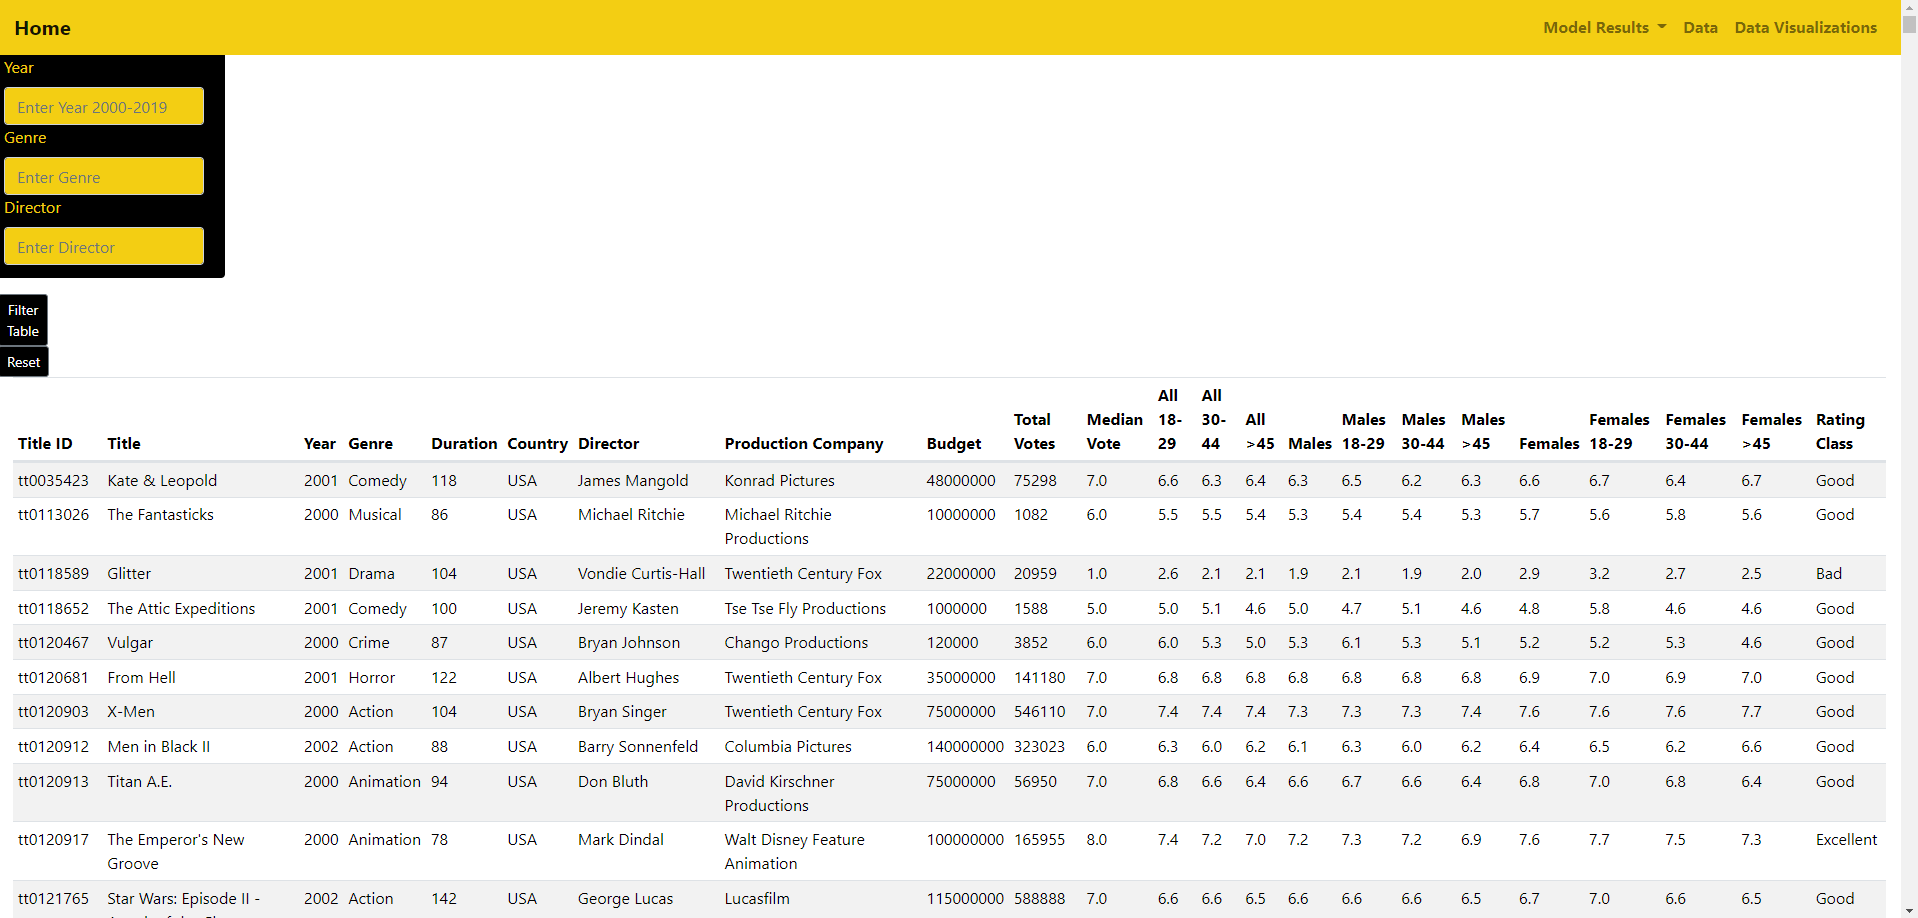 Home Model Results Data Data Visualizations
Year
Enter Year 2000-2019
Genre
Enter Genre
Director
Enter Director
Filter
Table
Reset
Title ID Title Year Genre Duration Country Director Production Company Budget Total Votes Median Vote All 18-29 All 30-44 All >45 Males Males 18-29 Males 30-44 Males >45 Females Females 18-29 Females 30-44 Females >45 Rating Class
tt0035423 Kate & Leopold 2001 Comedy 118 USA James Mangold Konrad Pictures 48000000 75298 7.0 6.6 6.3 6.4 6.3 6.5 6.2 6.3 6.6 6.7 6.4 6.7 Good
tt0113026 The Fantasticks 2000 Musical 86 USA Michael Ritchie Michael Ritchie Productions 10000000 1082 6.0 5.5 5.5 5.4 5.3 5.4 5.4 5.3 5.7 5.6 5.8 5.6 Good
tt0118589 Glitter 2001 Drama 104 USA Vondie Curtis-Hall Twentieth Century Fox 22000000 20959 1.0 2.6 2.1 2.1 1.9 2.1 1.9 2.0 2.9 3.2 2.7 2.5 Bad
tt0118652 The Attic Expeditions 2001 Comedy 100 USA Jeremy Kasten Tse Tse Fly Productions 1000000 1588 5.0 5.0 5.1 4.6 5.0 4.7 5.1 4.6 4.8 5.8 4.6 4.6 Good
tt0120467 Vulgar 2000 Crime 87 USA Bryan Johnson Chango Productions 120000 3852 6.0 6.0 5.3 5.0 5.3 6.1 5.3 5.1 5.2 5.2 5.3 4.6 Good
tt0120681 From Hell 2001 Horror 122 USA Albert Hughes Twentieth Century Fox 35000000 141180 7.0 6.8 6.8 6.8 6.8 6.8 6.8 6.8 6.9 7.0 6.9 7.0 Good
tt0120903 X-Men 2000 Action 104 USA Bryan Singer Twentieth Century Fox 75000000 546110 7.0 7.4 7.4 7.4 7.3 7.3 7.3 7.4 7.6 7.6 7.6 7.7 Good
tt0120912 Men in Black II 2002 Action 88 USA Barry Sonnenfeld Columbia Pictures 140000000 323023 6.0 6.3 6.0 6.2 6.1 6.3 6.0 6.2 6.4 6.5 6.2 6.6 Good
tt0120913 Titan A.E. 2000 Animation 94 USA Don Bluth David Kirschner Productions 75000000 56950 7.0 6.8 6.6 6.4 6.6 6.7 6.6 6.4 6.8 7.0 6.8 6.4 Good
tt0120917 The Emperor's New Groove 2000 Animation 78 USA Mark Dindal Walt Disney Feature Animation 100000000 165955 8.0 7.4 7.2 7.0 7.2 7.3 7.2 6.9 7.6 7.7 7.5 7.3 Excellent
tt0121765 Star Wars: Episode II - 2002 Action 142 USA George Lucas Lucasfilm 115000000 588888 7.0 6.6 6.6 6.5 6.6 6.6 6.6 6.5 6.7 7.0 6.6 6.5 Good